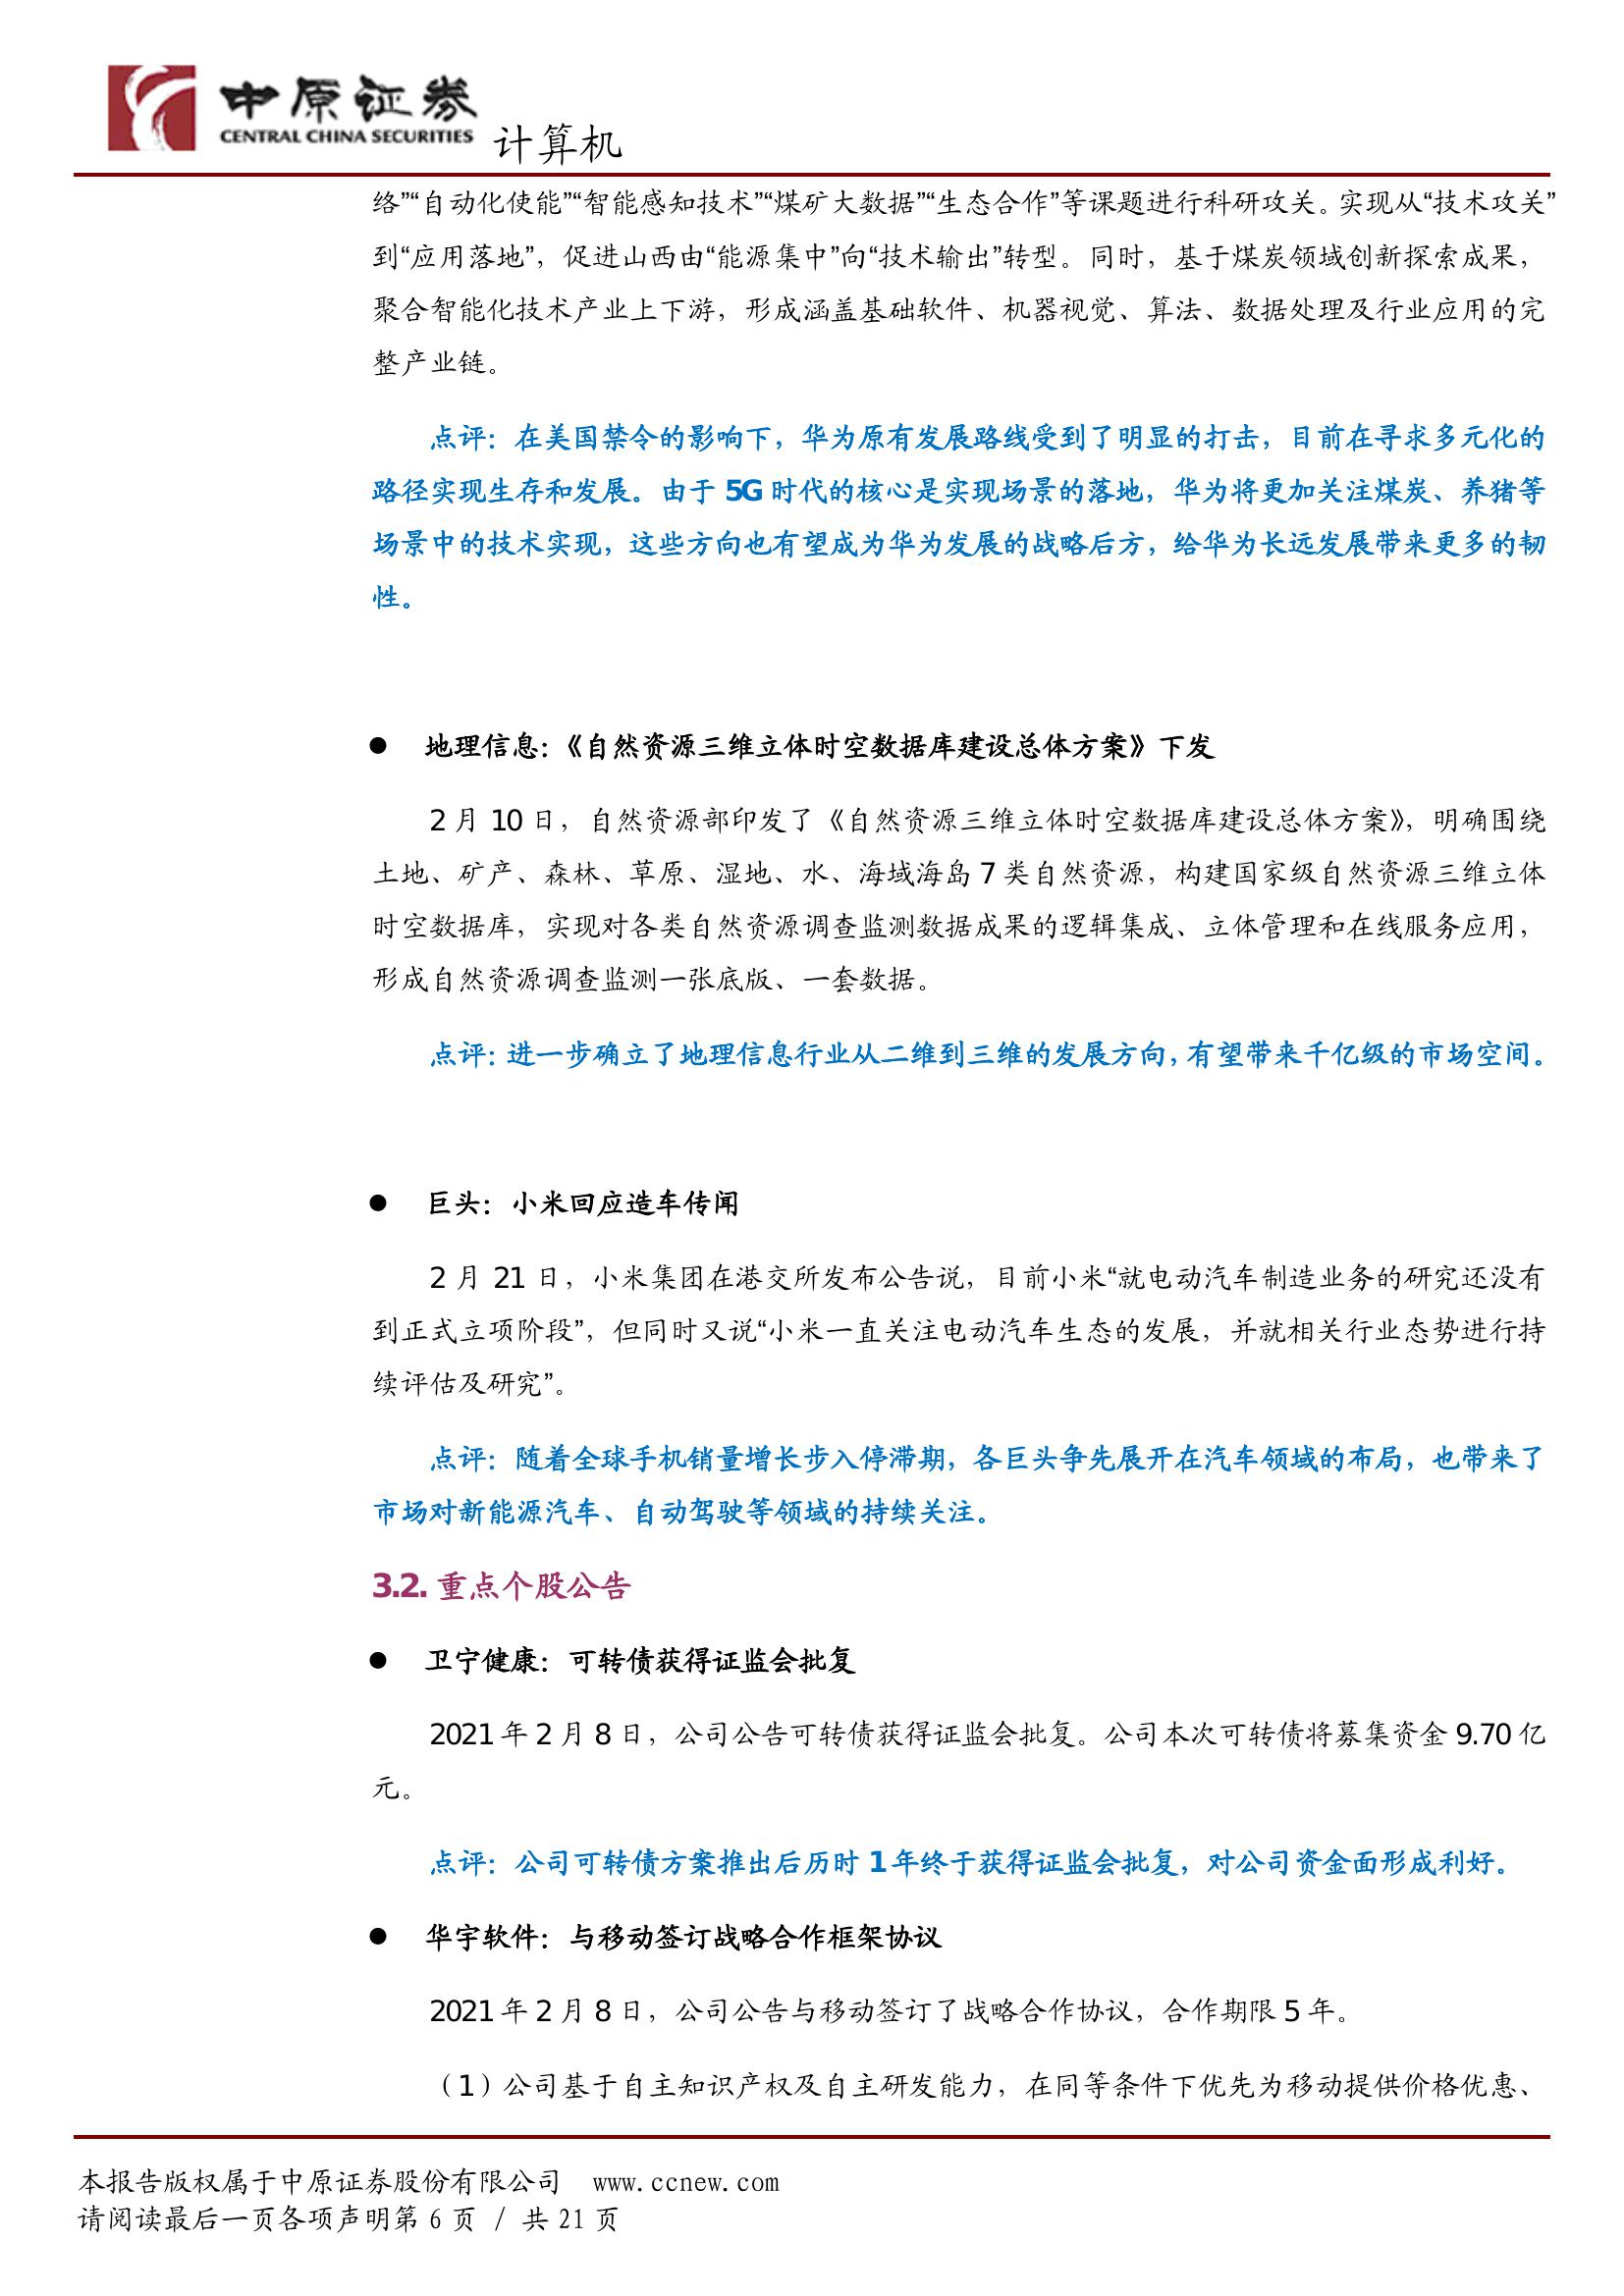 中原证券
CENTRAL CHINA SECURITIES
计算机
络”“自动化使能”“智能感知技术”“煤矿大数据”“生态合作”等课题进行科研攻关。实现从“技术攻关”
到“应用落地”，促进山西由“能源集中”向“技术输出”转型。同时，基于煤炭领域创新探索成果，
聚合智能化技术产业上下游，形成涵盖基础软件、机器视觉、算法、数据处理及行业应用的完
整产业链。
点评：在美国禁令的影响下，华为原有发展路线受到了明显的打击，目前在寻求多元化的
路径实现生存和发展。由于 5G 时代的核心是实现场景的落地，华为将更加关注煤炭、养猪等
场景中的技术实现，这些方向也有望成为华为发展的战略后方，给华为长远发展带来更多的韧
性。
● 地理信息：《自然资源三维立体时空数据库建设总体方案》下发
2 月 10 日，自然资源部印发了《自然资源三维立体时空数据库建设总体方案》，明确围绕
土地、矿产、森林、草原、湿地、水、海域海岛 7 类自然资源，构建国家级自然资源三维立体
时空数据库，实现对各类自然资源调查监测数据成果的逻辑集成、立体管理和在线服务应用，
形成自然资源调查监测一张底版、一套数据。
点评：进一步确立了地理信息行业从二维到三维的发展方向，有望带来千亿级的市场空间。
● 巨头：小米回应造车传闻
2 月 21 日，小米集团在港交所发布公告说，目前小米“就电动汽车制造业务的研究还没有
到正式立项阶段”，但同时又说“小米一直关注电动汽车生态的发展，并就相关行业态势进行持
续评估及研究”。
点评：随着全球手机销量增长步入停滞期，各巨头争先展开在汽车领域的布局，也带来了
市场对新能源汽车、自动驾驶等领域的持续关注。
3.2. 重点个股公告
● 卫宁健康：可转债获得证监会批复
2021 年 2 月 8 日，公司公告可转债获得证监会批复。公司本次可转债将募集资金 9.70 亿
元。
点评：公司可转债方案推出后历时 1 年终于获得证监会批复，对公司资金面形成利好。
● 华宇软件：与移动签订战略合作框架协议
2021 年 2 月 8 日，公司公告与移动签订了战略合作协议，合作期限 5 年。
（1）公司基于自主知识产权及自主研发能力，在同等条件下优先为移动提供价格优惠、
本报告版权属于中原证券股份有限公司 www.ccnew.com
请阅读最后一页各项声明第 6 页 / 共 21 页